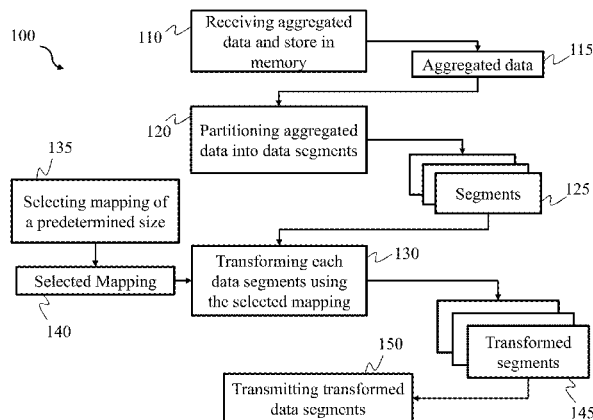 100
110
Receiving aggregated
data and store in
memory
115
Aggregated data
120
Partitioning aggregated
data into data segments
135
Selecting mapping of
a predetermined size
Segments
125
Selected Mapping
140
Transforming each
data segments using
the selected mapping
130
150
Transformed
segments
145
Transmitting transformed
data segments